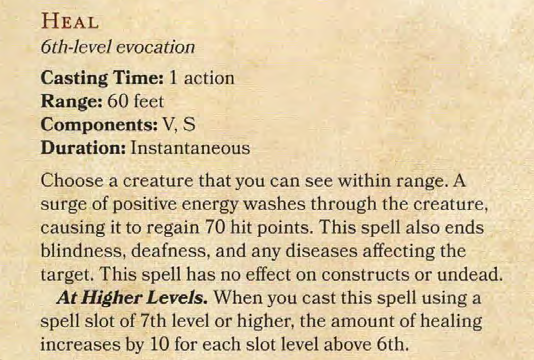 HEAL
6th-level evocation
Casting Time: 1 action
Range: 60 feet
Components: V, S
Duration: Instantaneous
Choose a creature that you can see within range. A
surge of positive energy washes through the creature,
causing it to regain 70 hit points. This spell also ends
blindness, deafness, and any diseases affecting the
target. This spell has no effect on constructs or undead.
At Higher Levels. When you cast this spell using a
spell slot of 7th level or higher, the amount of healing
increases by 10 for each slot level above 6th.